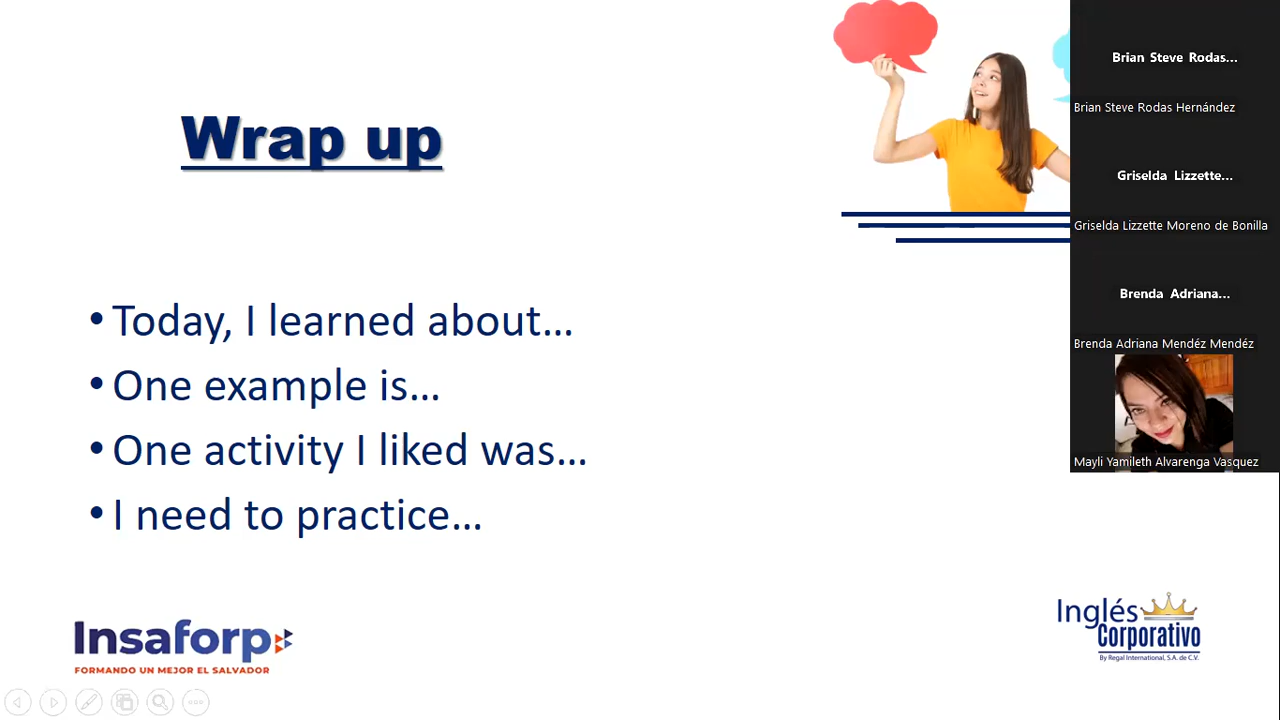 Wrap up
• Today, I learned about...
• One example is...
• One activity I liked was...
• I need to practice...
Insaforp
FORMANDO UN MEJOR EL SALVADOR
Inglés
Corporativo
By Regal International, S.A. de C.V.
Brian Steve Rodas...
Brian Steve Rodas Hernández
Griselda Lizzette...
Griselda Lizzette Moreno de Bonilla
Brenda Adriana...
Brenda Adriana Mendéz Mendéz
Mayli Yamileth Alvarenga Vasquez